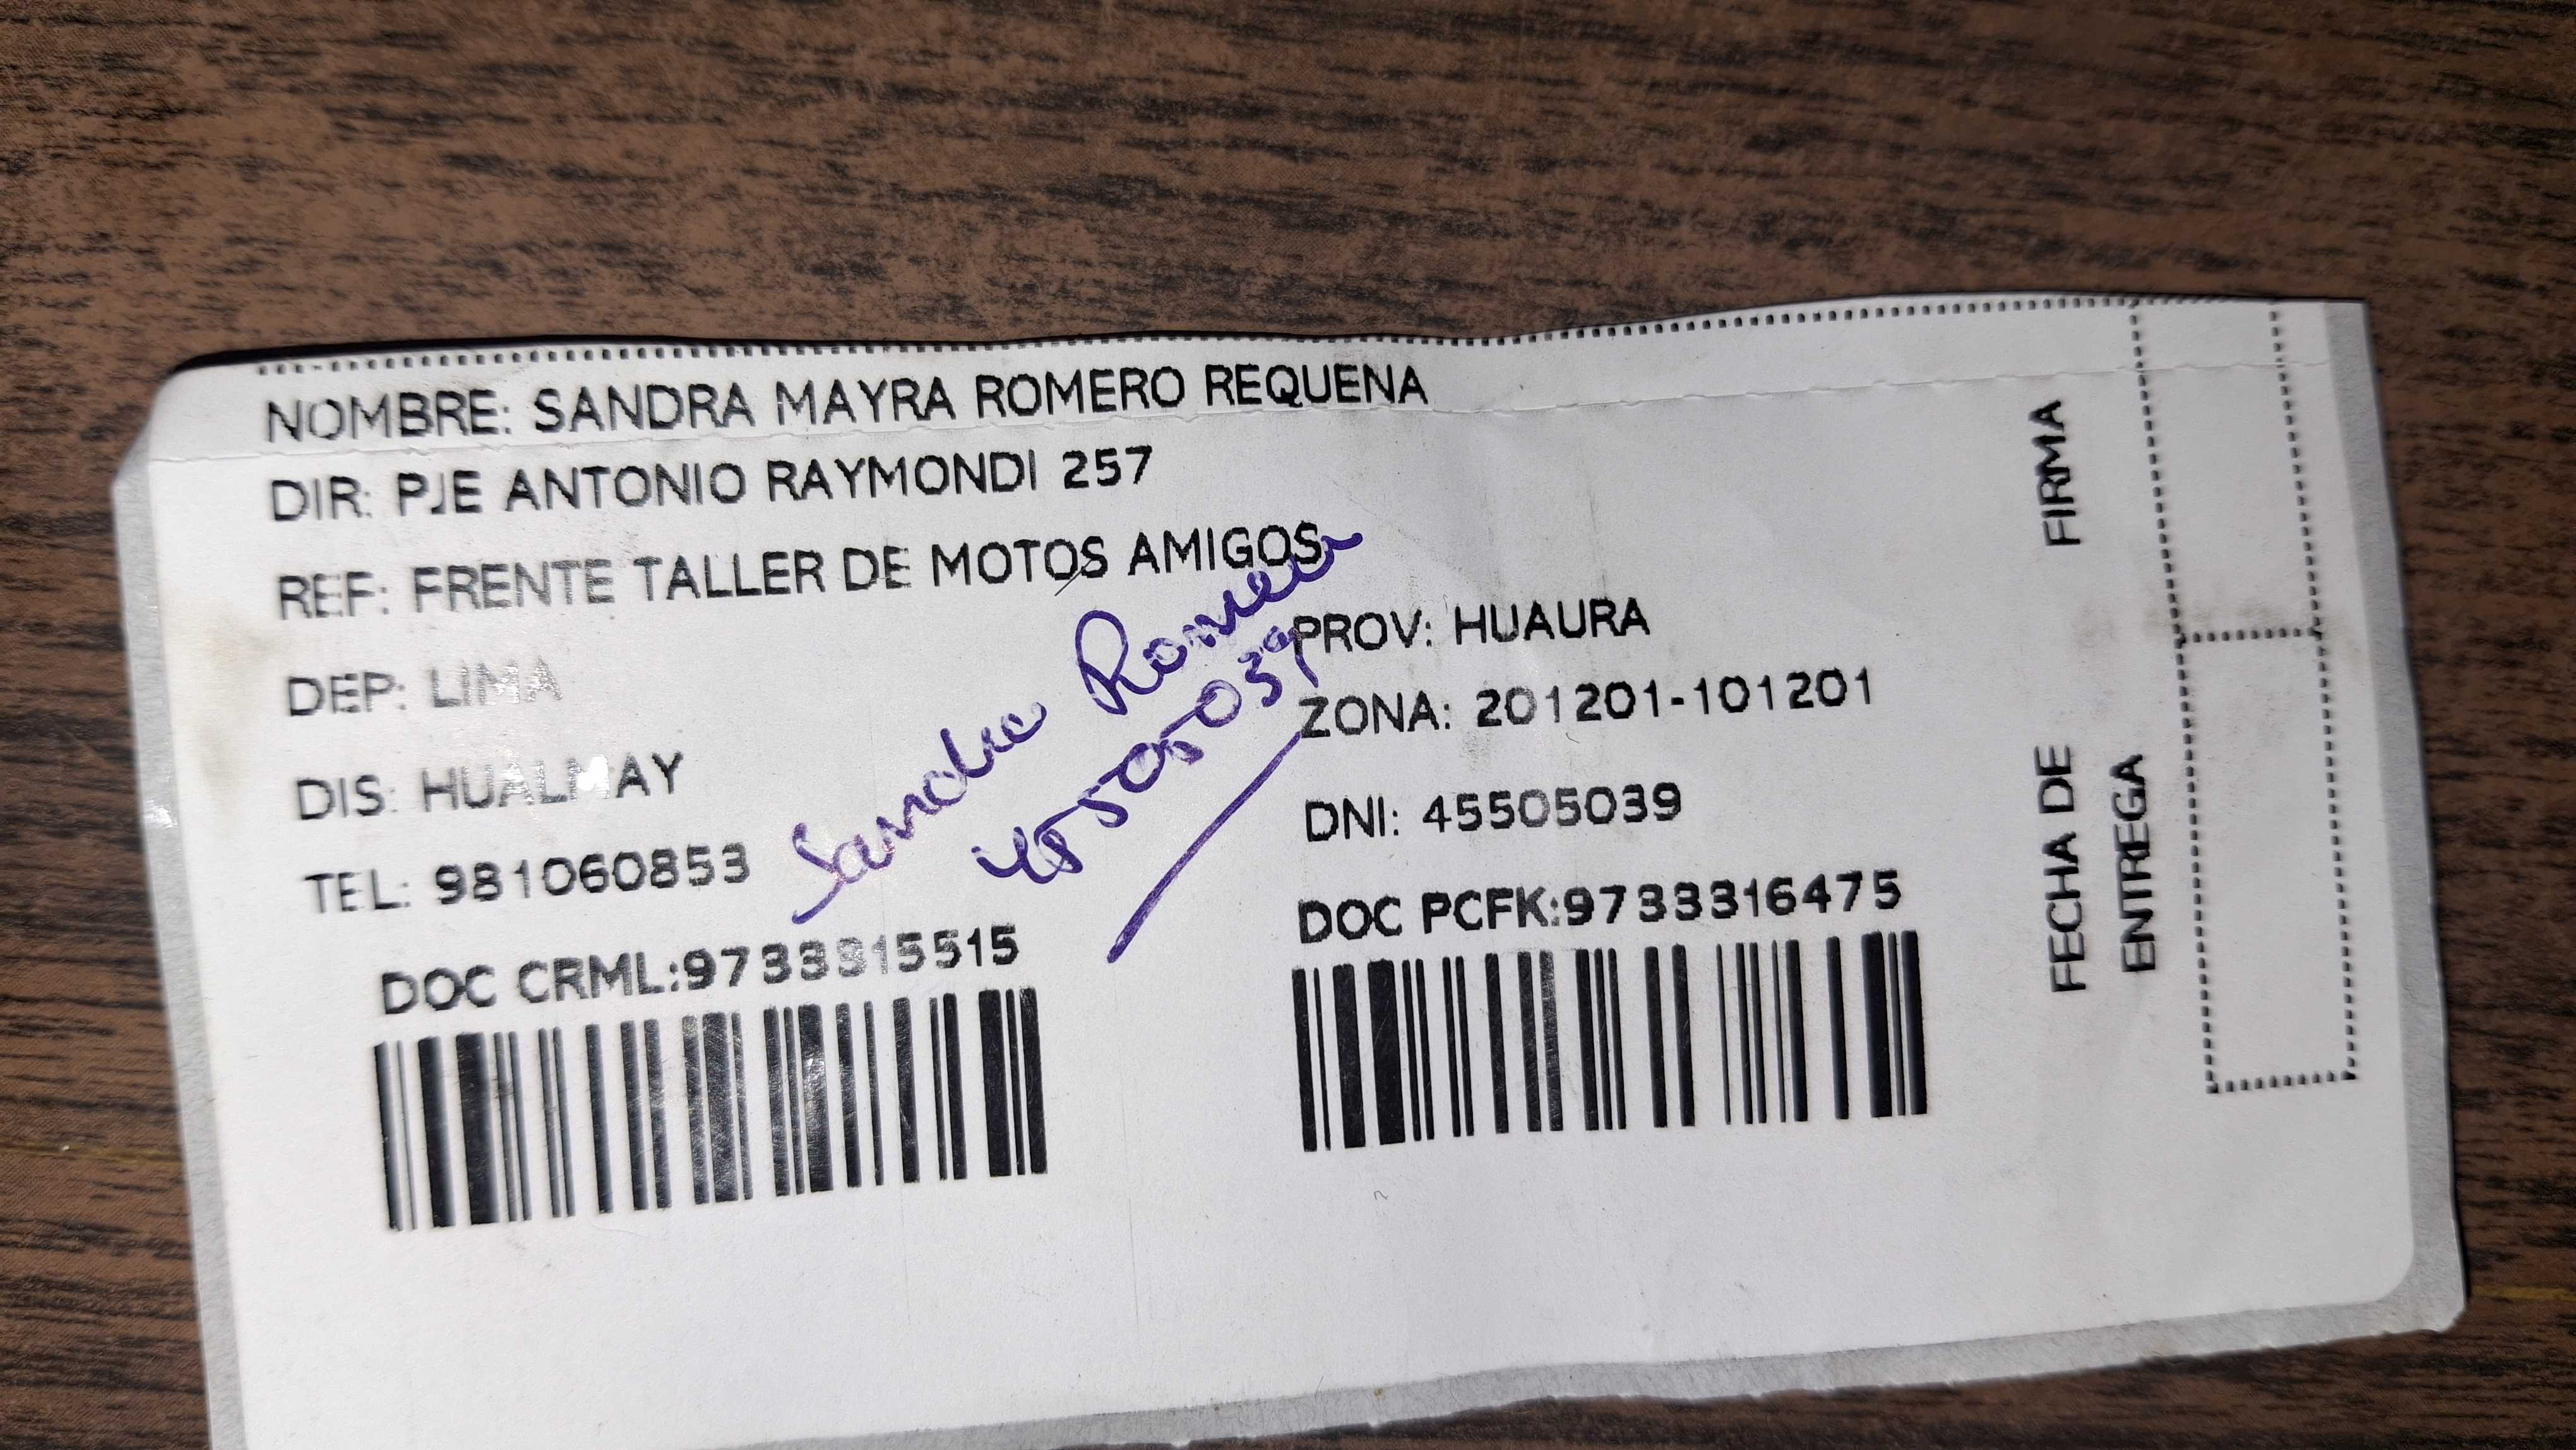 NOMBRE: SANDRA MAYRA ROMERO REQUENA
DIR: PJE ANTONIO RAYMONDI 257
REF: FRENTE TALLER DE MOTOS AMIGOS
DEP: LIMA
PROV: HUAURA
DIS: HUALMAY
ZONA: 201201-101201
TEL: 981060853
DNI: 45505039
Sandra Romero
45505039
DOC CRML:9733315515
DOC PCFK:9733316475
FIRMA
FECHA DE
ENTREGA